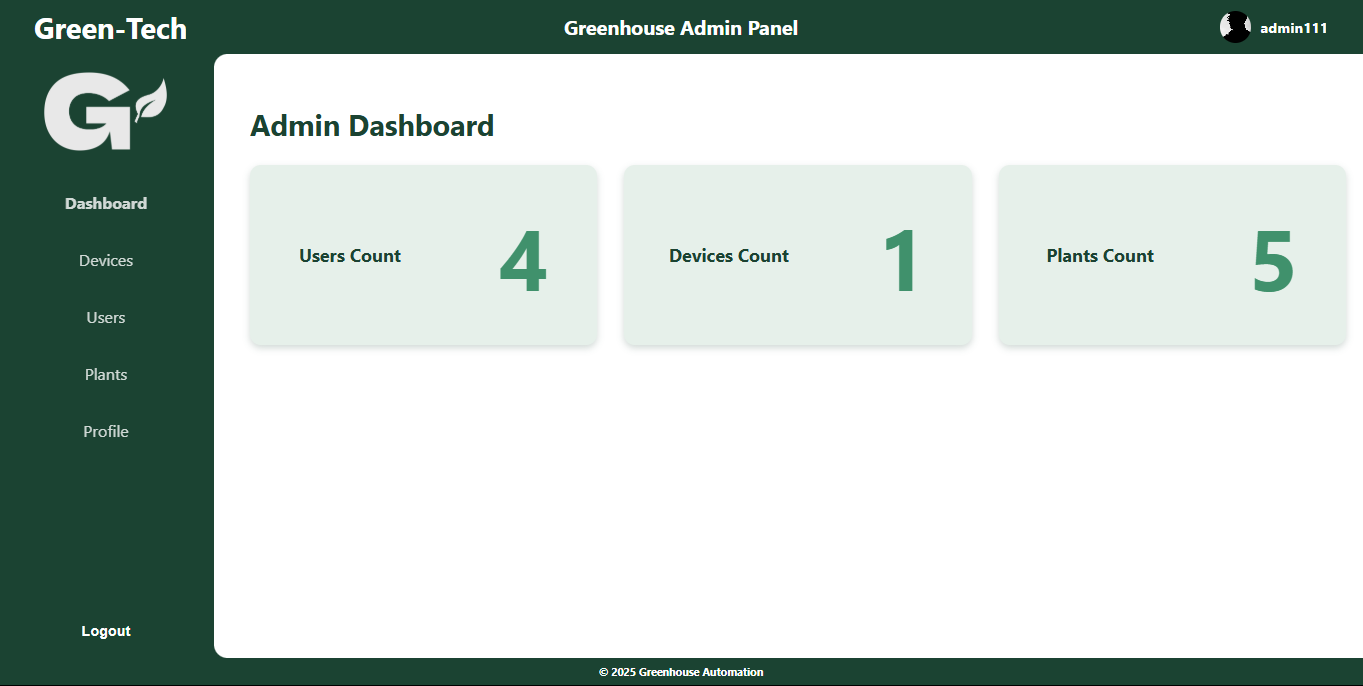 Green-Tech
Greenhouse Admin Panel
admin111
G
Dashboard
Devices
Users
Plants
Profile
Logout
Admin Dashboard
Users Count
4
Devices Count
1
Plants Count
5
© 2025 Greenhouse Automation